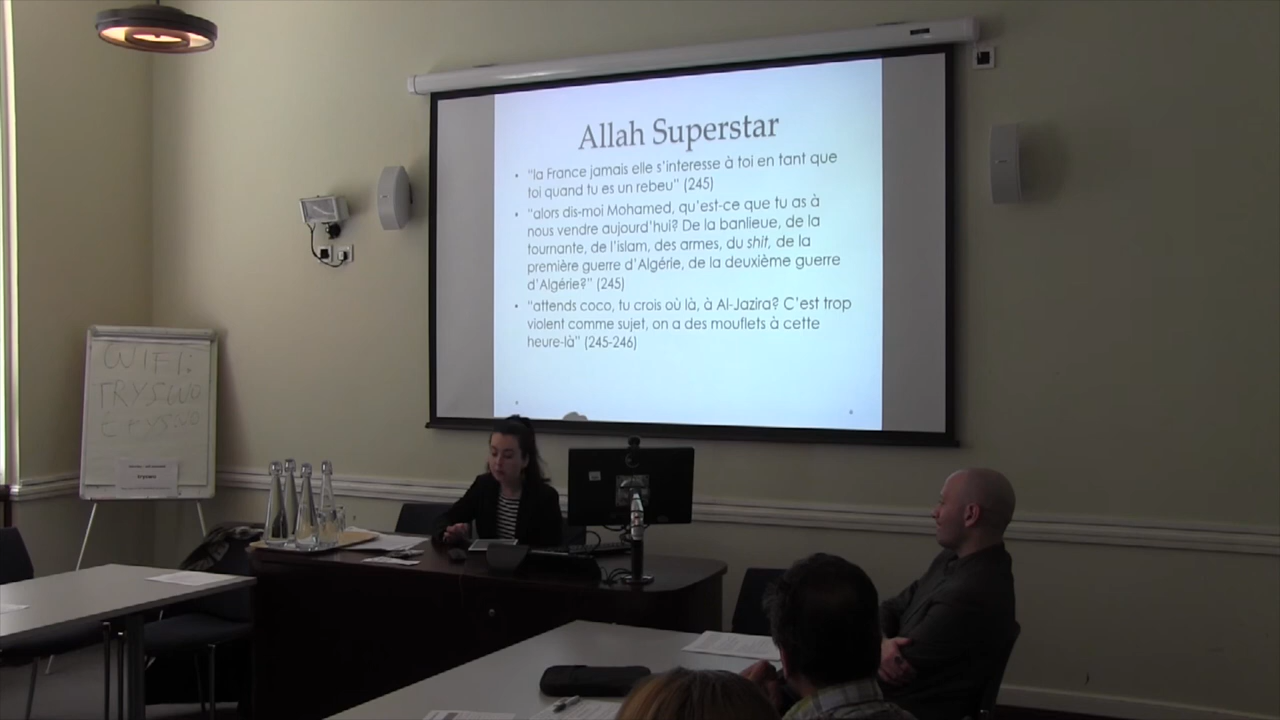 Allah Superstar
• “la France jamais elle s’interesse à toi en tant que
toi quand tu es un rebeu” (245)
• “alors dis-moi Mohamed, qu’est-ce que tu as à
nous vendre aujourd’hui? De la banlieue, de la
tournante, de l’islam, des armes, du shit, de la
première guerre d’Algérie, de la deuxième guerre
d’Algérie?” (245)
• “attends coco, tu crois où là, à Al-Jazira? C’est trop
violent comme sujet, on a des mouflets à cette
heure-là” (245-246)
WIFI: